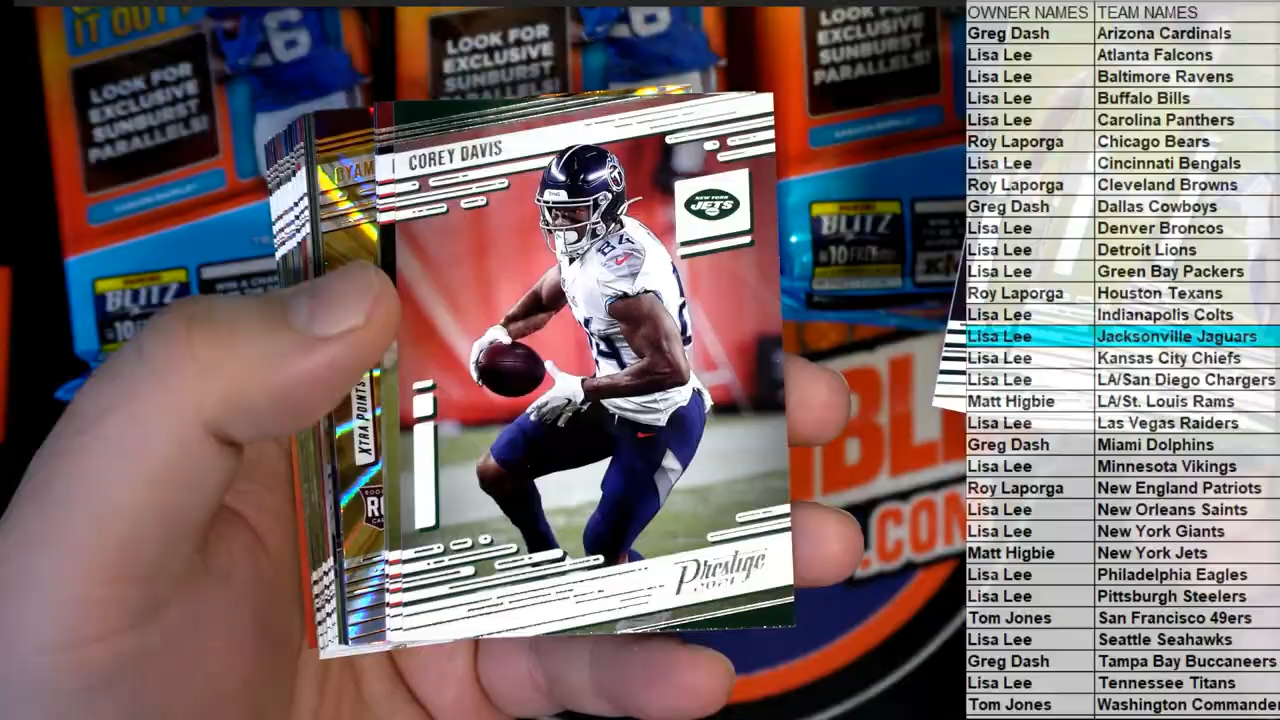 IT OUT!
LOOK FOR
EXCLUSIVE
SUNBURST
PARALLELS!
LOOK FOR
EXCLUSIVE
SUNBURST
PARALLELS!
LOOK FOR
EXCLUSIVE
PARALLELS!
6
6
BYAM
COREY DAVIS
NEW YORK
JETS
84
XTRA POINTS
Prestige
2021
PANINI
BLITZ
BLITZ
.COM
OWNER NAMES TEAM NAMES
Greg Dash Arizona Cardinals
Lisa Lee Atlanta Falcons
Lisa Lee Baltimore Ravens
Lisa Lee Buffalo Bills
Lisa Lee Carolina Panthers
Roy Laporga Chicago Bears
Lisa Lee Cincinnati Bengals
Roy Laporga Cleveland Browns
Greg Dash Dallas Cowboys
Lisa Lee Denver Broncos
Lisa Lee Detroit Lions
Lisa Lee Green Bay Packers
Roy Laporga Houston Texans
Lisa Lee Indianapolis Colts
Lisa Lee Jacksonville Jaguars
Lisa Lee Kansas City Chiefs
Lisa Lee LA/San Diego Chargers
Matt Higbie LA/St. Louis Rams
Lisa Lee Las Vegas Raiders
Greg Dash Miami Dolphins
Lisa Lee Minnesota Vikings
Roy Laporga New England Patriots
Lisa Lee New Orleans Saints
Lisa Lee New York Giants
Matt Higbie New York Jets
Lisa Lee Philadelphia Eagles
Lisa Lee Pittsburgh Steelers
Tom Jones San Francisco 49ers
Lisa Lee Seattle Seahawks
Greg Dash Tampa Bay Buccaneers
Lisa Lee Tennessee Titans
Tom Jones Washington Commande